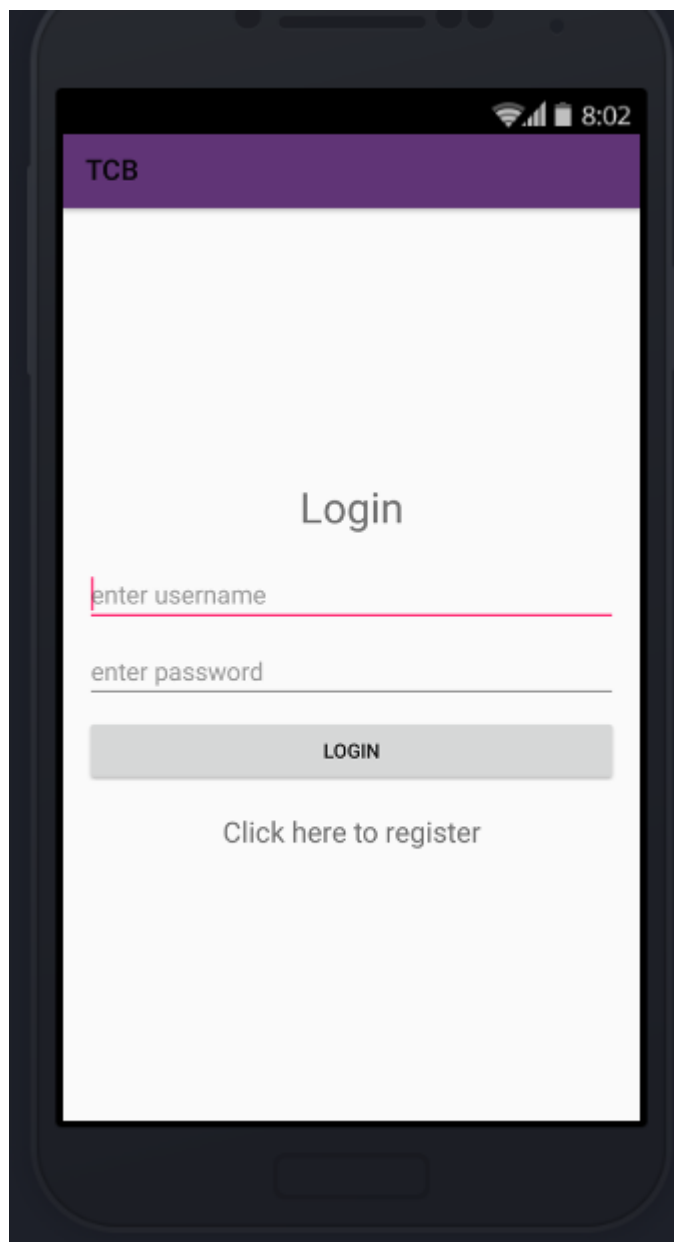 8:02
TCB
Login
enter username
enter password
LOGIN
Click here to register